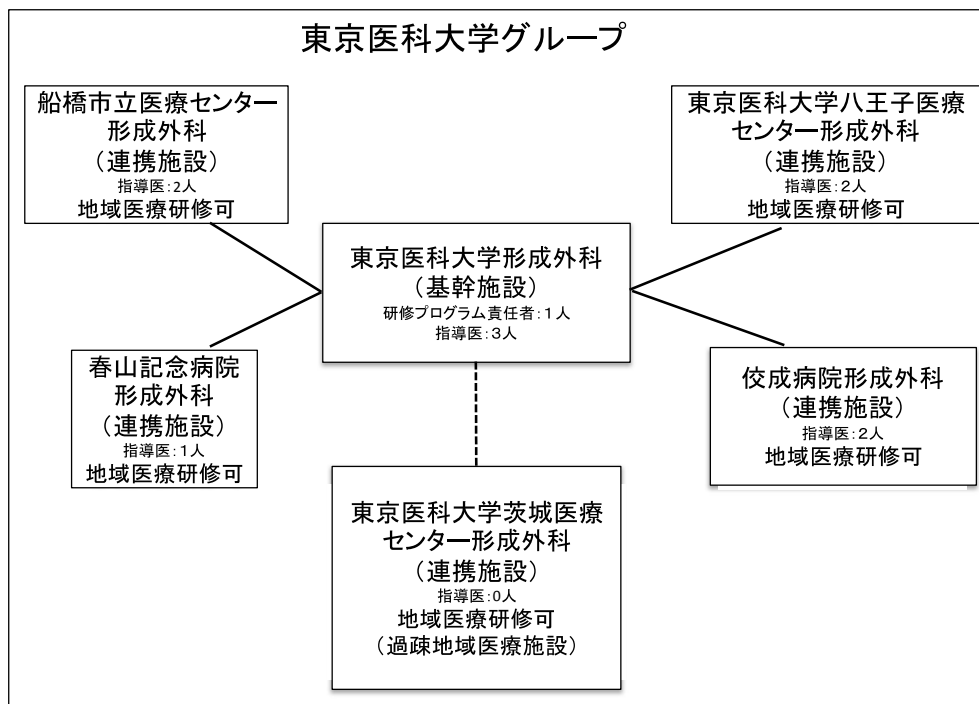 東京医科大学グループ
船橋市立医療センター
形成外科
（連携施設）
指導医：2人
地域医療研修可
東京医科大学八王子医療
センター形成外科
（連携施設）
指導医：2人
地域医療研修可
東京医科大学形成外科
（基幹施設）
研修プログラム責任者：1人
指導医：3人
春山記念病院
形成外科
（連携施設）
指導医：1人
地域医療研修可
佼成病院形成外科
（連携施設）
指導医：2人
地域医療研修可
東京医科大学茨城医療
センター形成外科
（連携施設）
指導医：0人
地域医療研修可
（過疎地域医療施設）